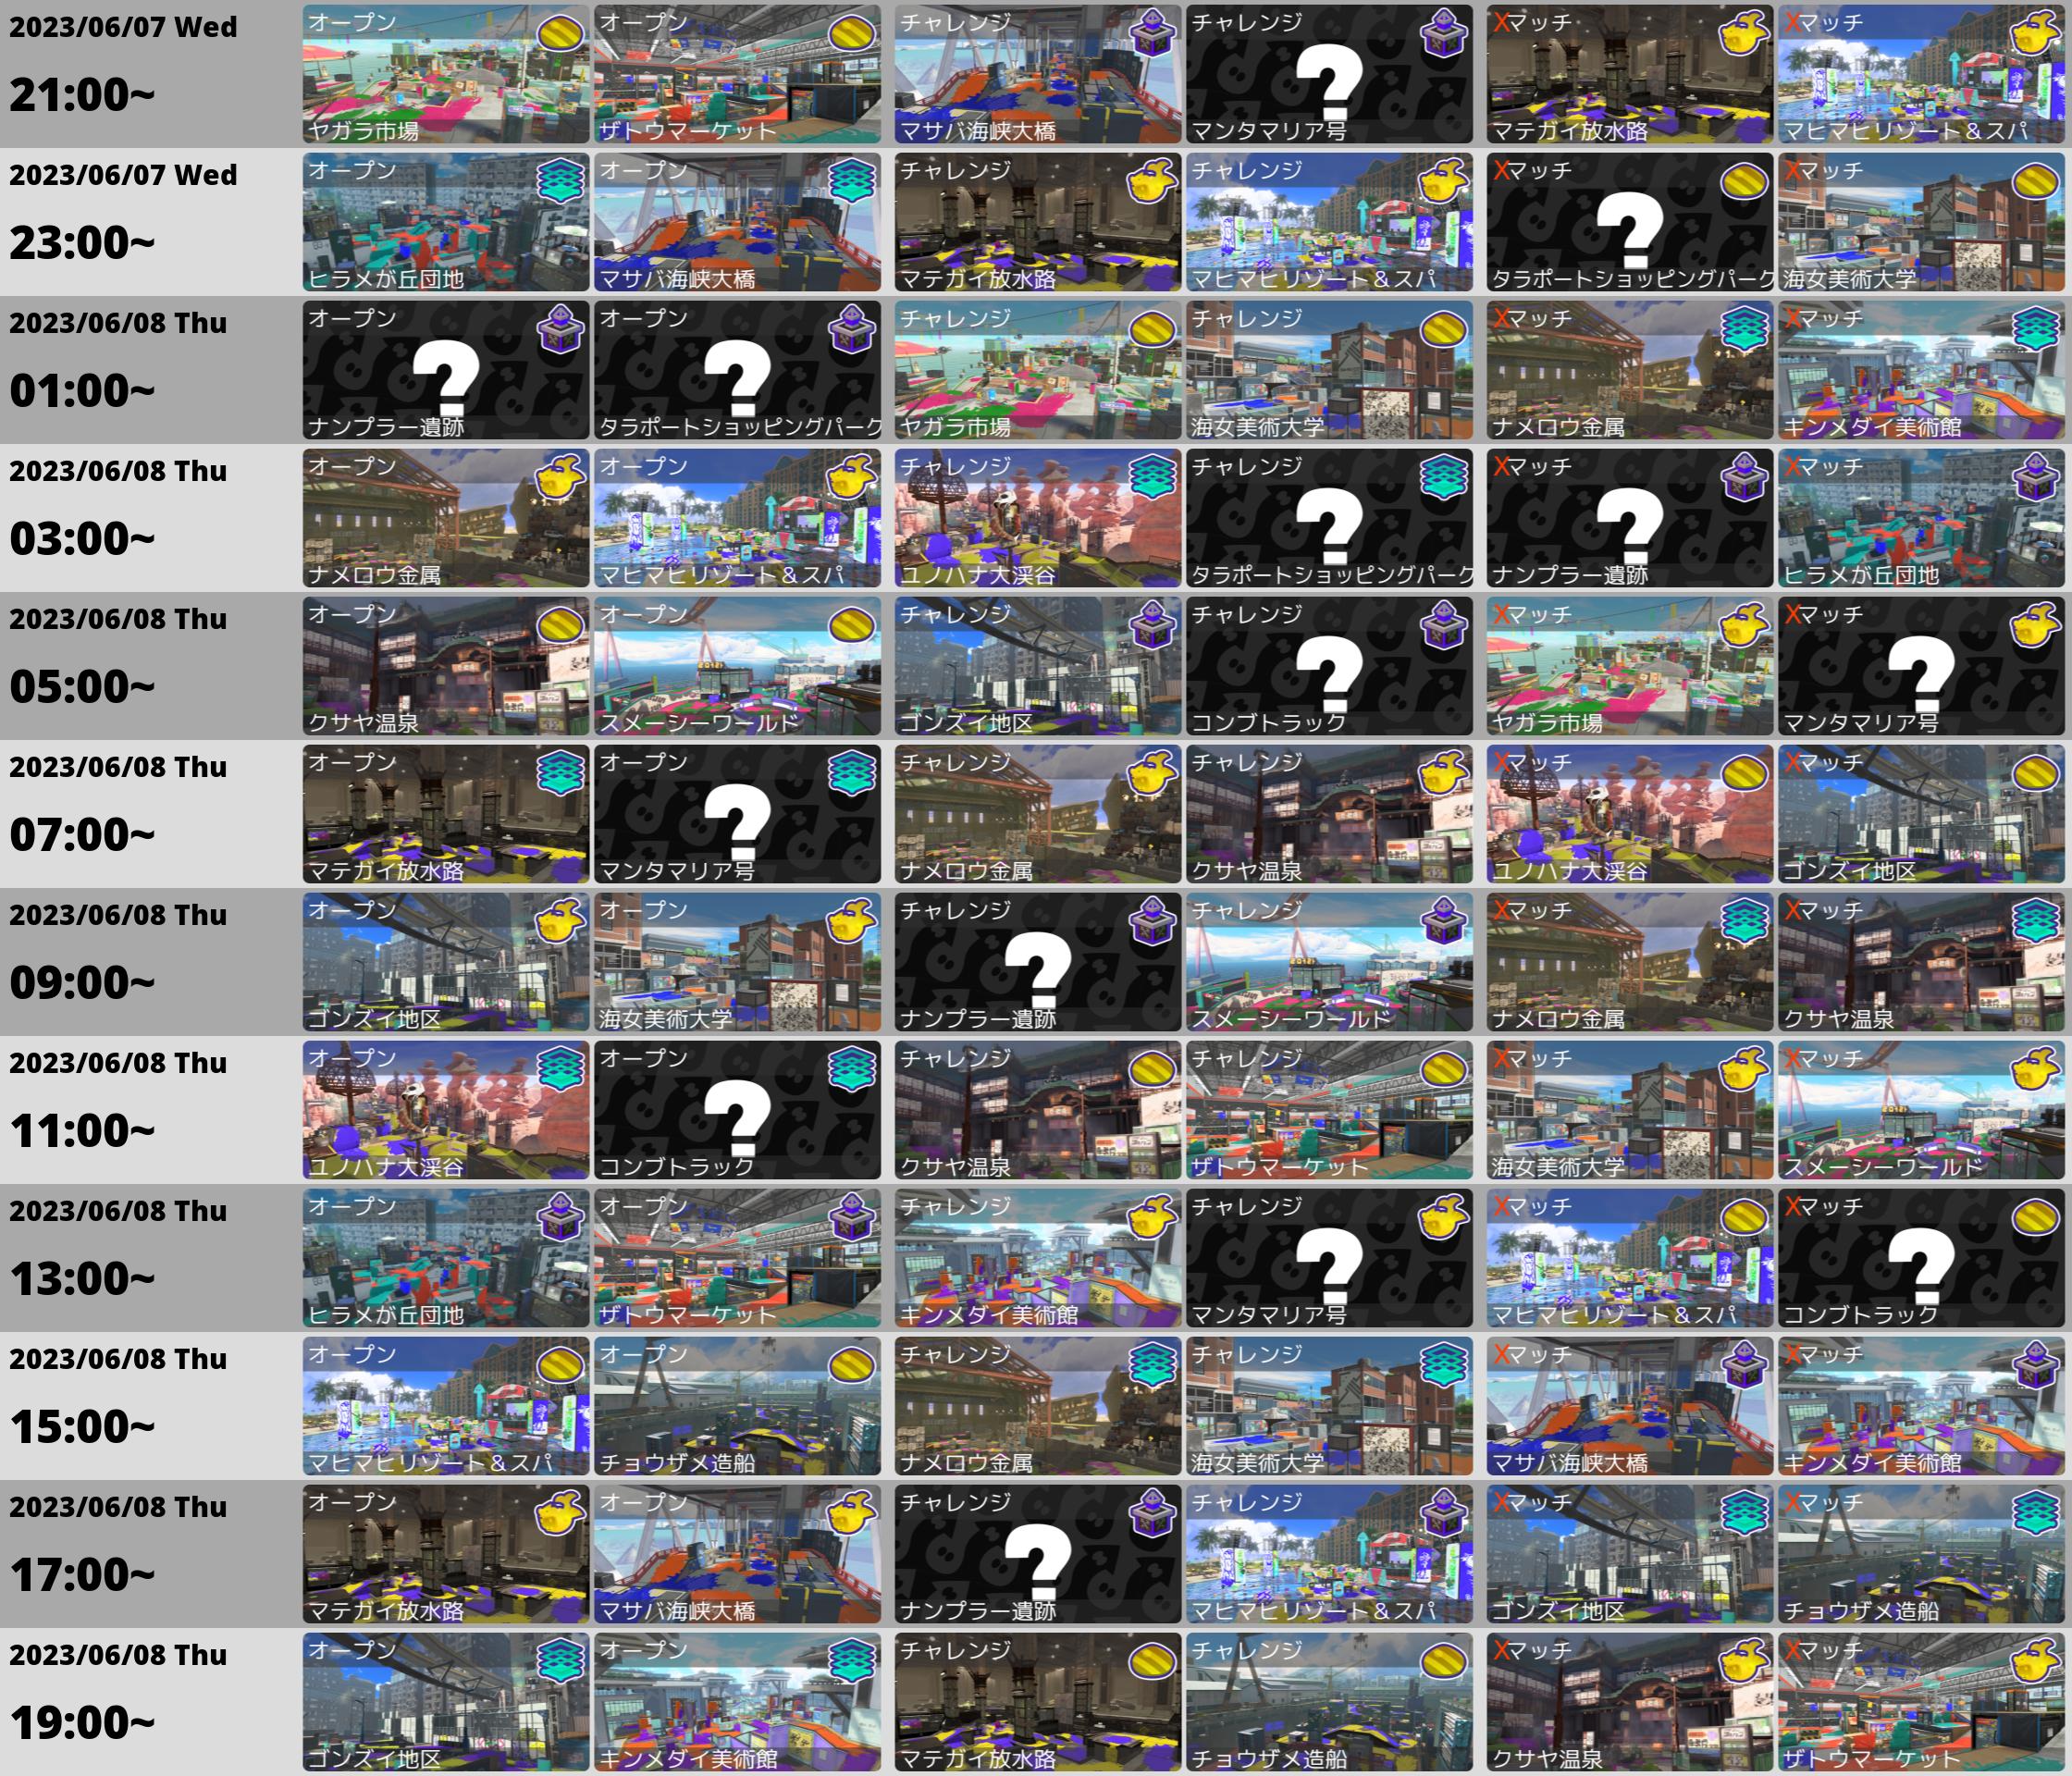 2023/06/07 Wed
21:00~
オープン
ヤガラ市場
オープン
ザトウマーケット
チャレンジ
マサバ海峡大橋
チャレンジ
マンタマリア号
Xマッチ
マテガイ放水路
Xマッチ
マヒマヒリゾート＆スパ
2023/06/07 Wed
23:00~
オープン
ヒラメが丘団地
オープン
マサバ海峡大橋
チャレンジ
マテガイ放水路
チャレンジ
マヒマヒリゾート＆スパ
Xマッチ
タラポートショッピングパーク
Xマッチ
海女美術大学
2023/06/08 Thu
01:00~
オープン
ナンプラー遺跡
オープン
タラポートショッピングパーク
チャレンジ
ヤガラ市場
チャレンジ
海女美術大学
Xマッチ
ナメロウ金属
Xマッチ
キンメダイ美術館
2023/06/08 Thu
03:00~
オープン
ナメロウ金属
オープン
マヒマヒリゾート＆スパ
チャレンジ
ユノハナ大渓谷
チャレンジ
タラポートショッピングパーク
Xマッチ
ナンプラー遺跡
Xマッチ
ヒラメが丘団地
2023/06/08 Thu
05:00~
オープン
クサヤ温泉
オープン
スメーシーワールド
チャレンジ
ゴンズイ地区
チャレンジ
コンブトラック
Xマッチ
ヤガラ市場
Xマッチ
マンタマリア号
2023/06/08 Thu
07:00~
オープン
マテガイ放水路
オープン
マンタマリア号
チャレンジ
ナメロウ金属
チャレンジ
クサヤ温泉
Xマッチ
ユノハナ大渓谷
Xマッチ
ゴンズイ地区
2023/06/08 Thu
09:00~
オープン
ゴンズイ地区
オープン
海女美術大学
チャレンジ
ナンプラー遺跡
チャレンジ
スメーシーワールド
Xマッチ
ナメロウ金属
Xマッチ
クサヤ温泉
2023/06/08 Thu
11:00~
オープン
ユノハナ大渓谷
オープン
コンブトラック
チャレンジ
クサヤ温泉
チャレンジ
ザトウマーケット
Xマッチ
海女美術大学
Xマッチ
スメーシーワールド
2023/06/08 Thu
13:00~
オープン
ヒラメが丘団地
オープン
ザトウマーケット
チャレンジ
キンメダイ美術館
チャレンジ
マンタマリア号
Xマッチ
マヒマヒリゾート＆スパ
Xマッチ
コンブトラック
2023/06/08 Thu
15:00~
オープン
マヒマヒリゾート＆スパ
オープン
チョウザメ造船
チャレンジ
ナメロウ金属
チャレンジ
海女美術大学
Xマッチ
マサバ海峡大橋
Xマッチ
キンメダイ美術館
2023/06/08 Thu
17:00~
オープン
マテガイ放水路
オープン
マサバ海峡大橋
チャレンジ
ナンプラー遺跡
チャレンジ
マヒマヒリゾート＆スパ
Xマッチ
ゴンズイ地区
Xマッチ
チョウザメ造船
2023/06/08 Thu
19:00~
オープン
ゴンズイ地区
オープン
キンメダイ美術館
チャレンジ
マテガイ放水路
チャレンジ
チョウザメ造船
Xマッチ
クサヤ温泉
Xマッチ
ザトウマーケット